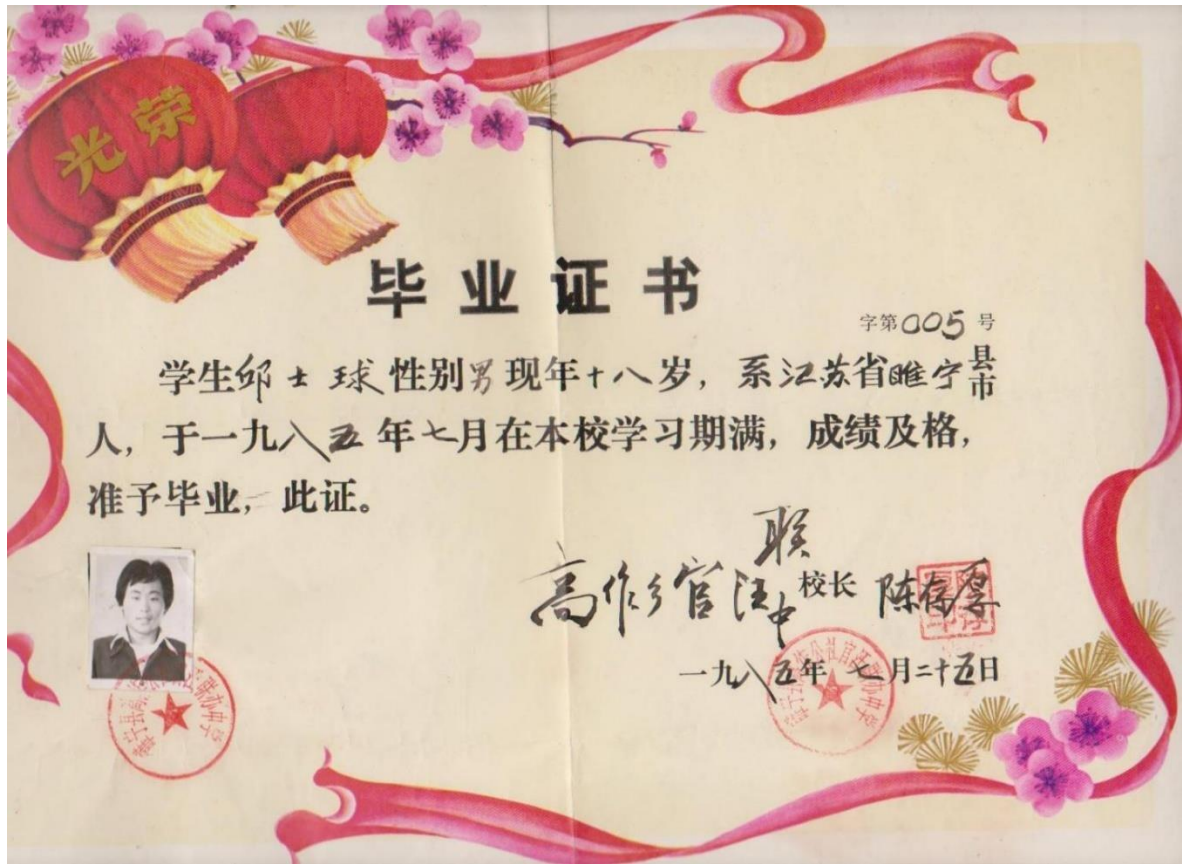 光荣
毕业证书
字第005号
学生邱士球性别男现年十八岁，系江苏省睢宁县市
人，于一九八五年七月在本校学习期满，成绩及格，
准予毕业，此证。
高作乡官汪联中校长 陈存厚
一九八五年七月二十五日